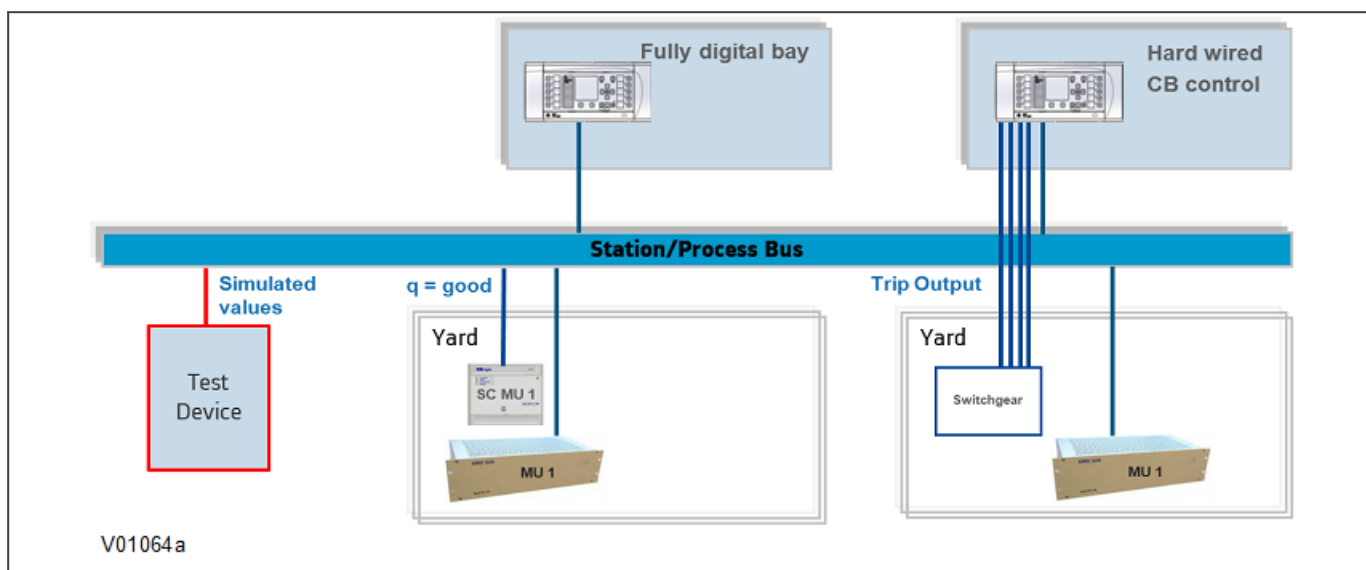 Fully digital bay
Hard wired
CB control
Station/Process Bus
Simulated
values
q = good
Trip Output
Test
Device
Yard
SC MU 1
MU 1
Yard
Switchgear
MU 1
V01064a